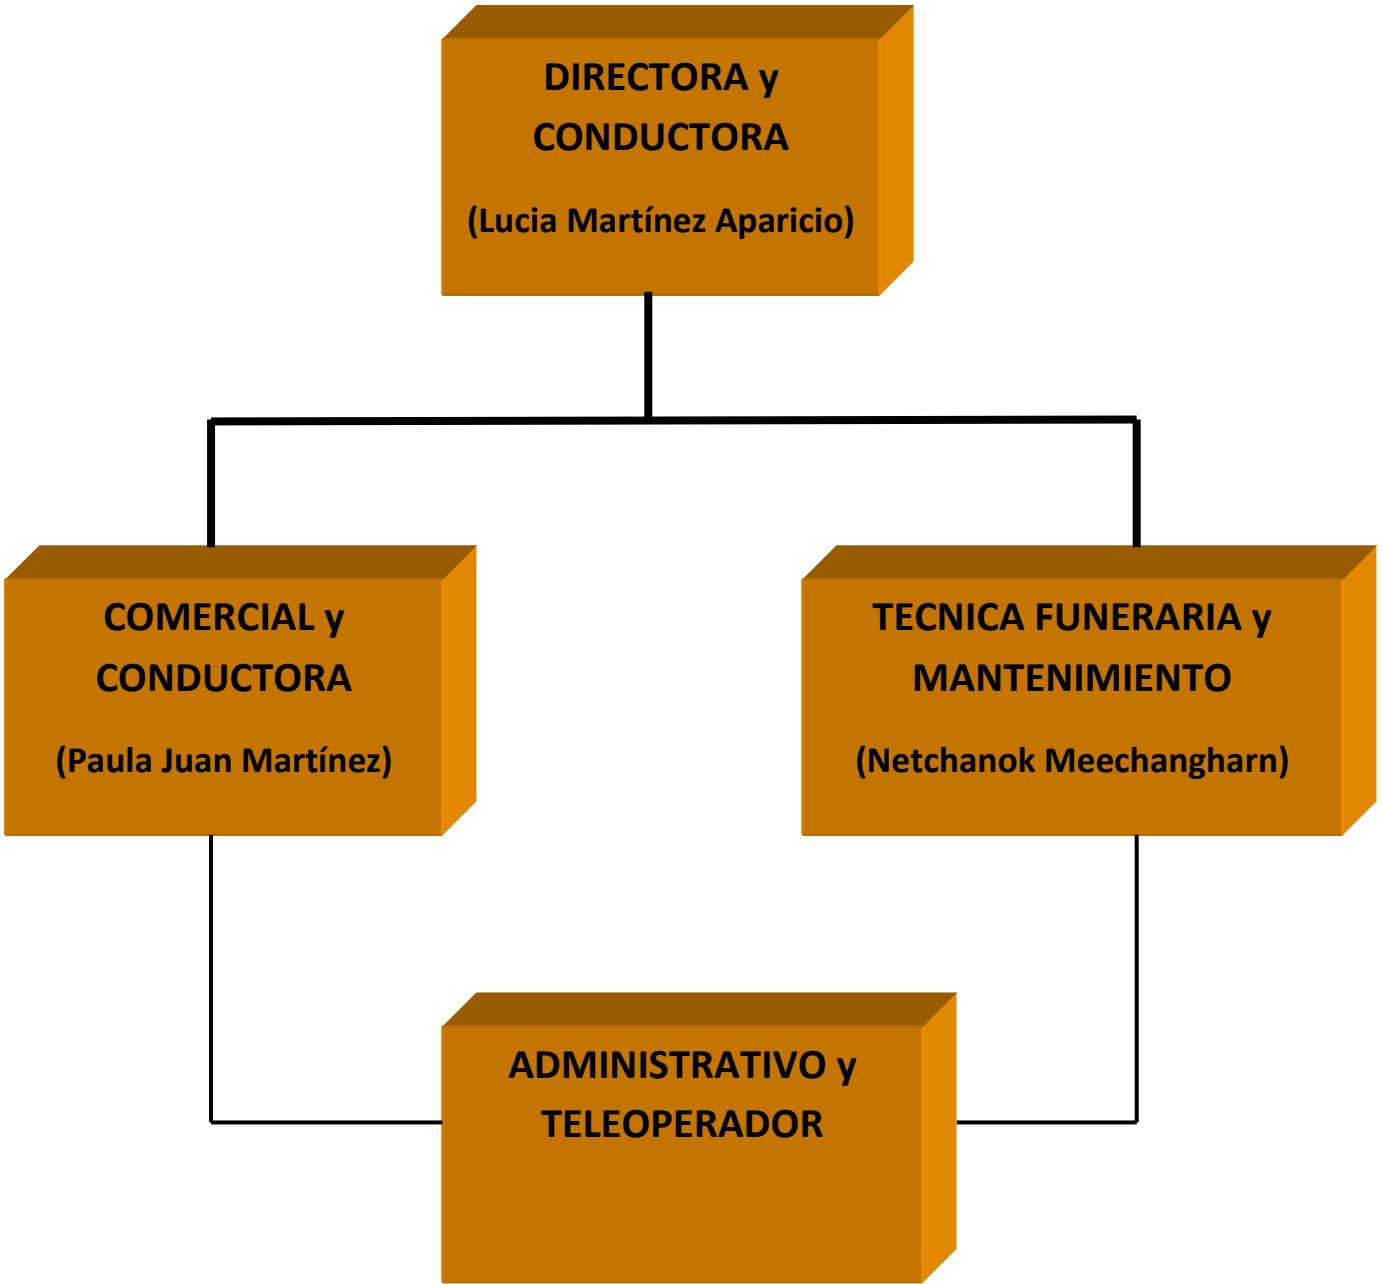 DIRECTORA y
CONDUCTORA
(Lucia Martínez Aparicio)
COMERCIAL y
CONDUCTORA
(Paula Juan Martínez)
TECNICA FUNERARIA y
MANTENIMIENTO
(Netchanok Meechangharn)
ADMINISTRATIVO y
TELEOPERADOR